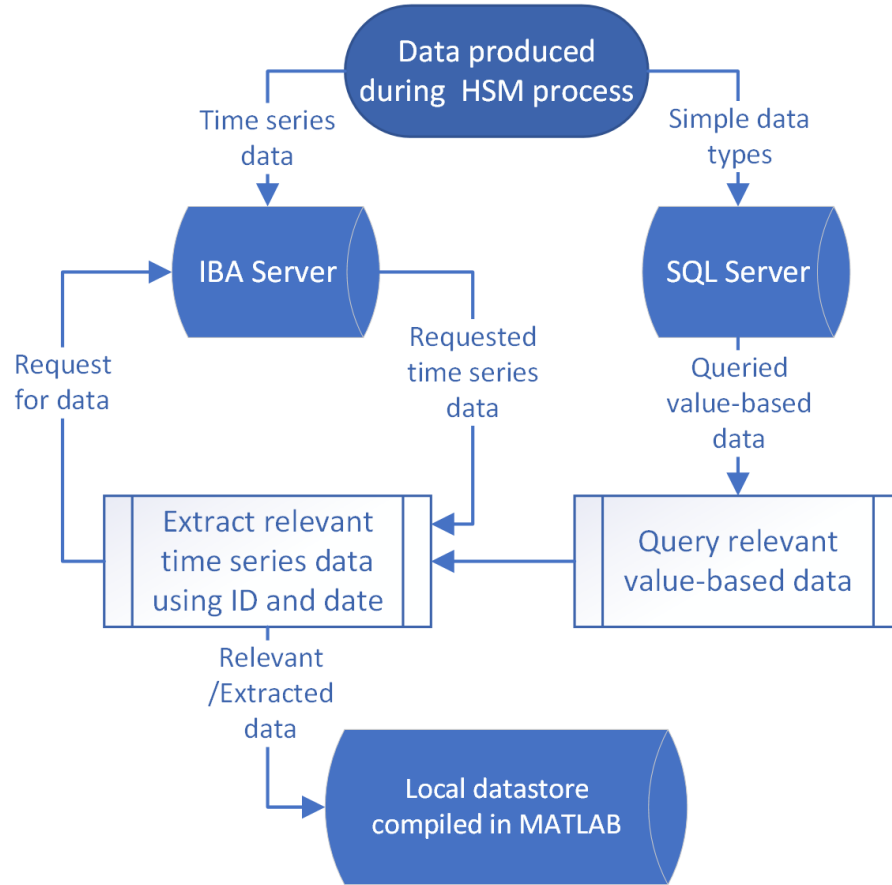 Data produced
during HSM process
Time series
data
Simple data
types
IBA Server
SQL Server
Request
for data
Requested
time series
data
Queried
value-based
data
Extract relevant
time series data
using ID and date
Query relevant
value-based data
Relevant
/Extracted
data
Local datastore
compiled in MATLAB